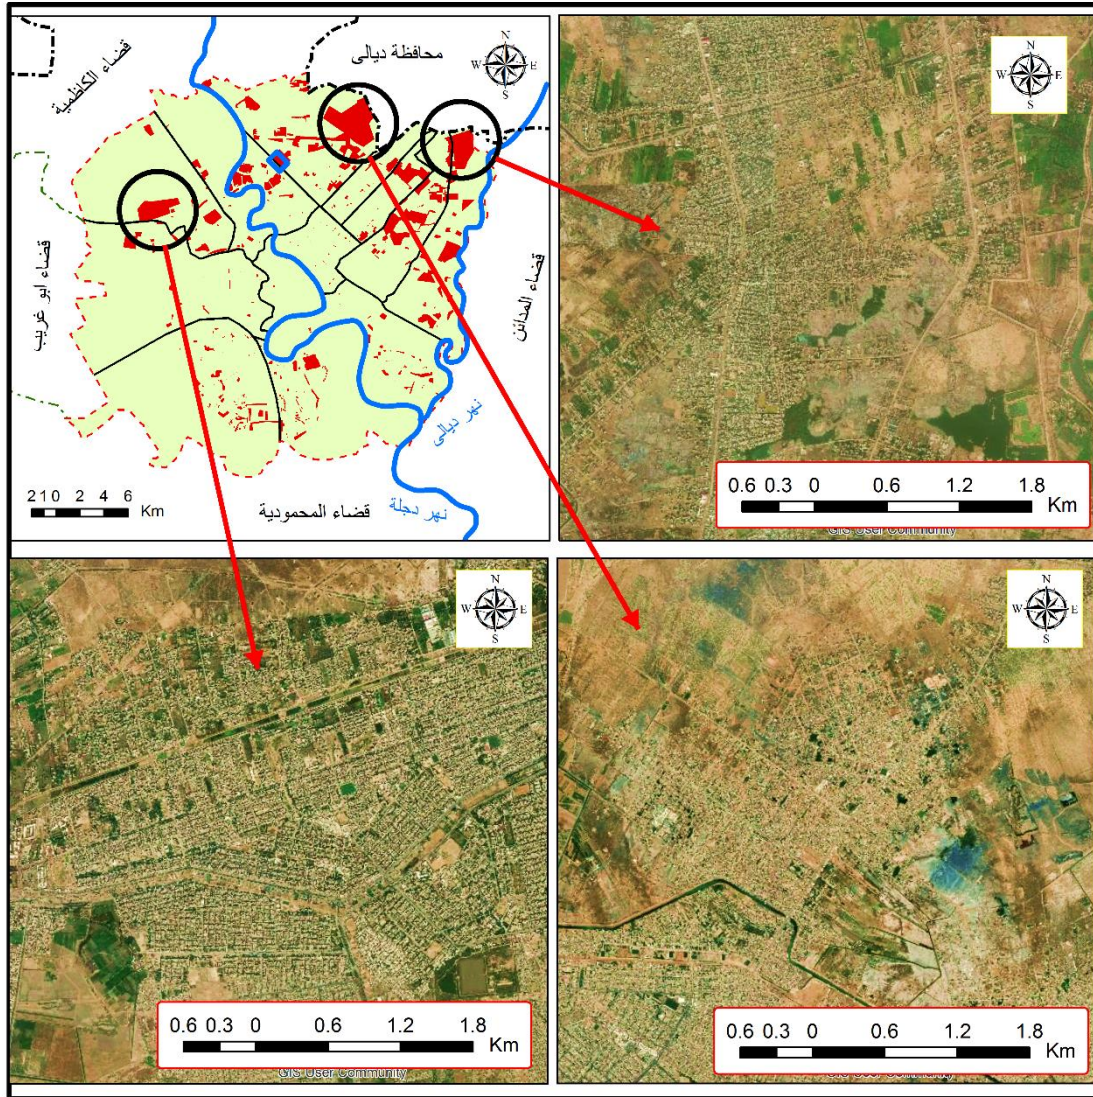 قضاء الكاظمية
محافظة ديالى
N
W E
S
قضاء ابو غريب
قضاء المدائن
نهر ديالى
نهر دجلة
قضاء المحمودية
2 1 0 2 4 6
Km
N
W E
S
0.6 0.3 0 0.6 1.2 1.8
Km
GIS User Community
N
W E
S
0.6 0.3 0 0.6 1.2 1.8
Km
GIS User Community
N
W E
S
0.6 0.3 0 0.6 1.2 1.8
Km
GIS User Community